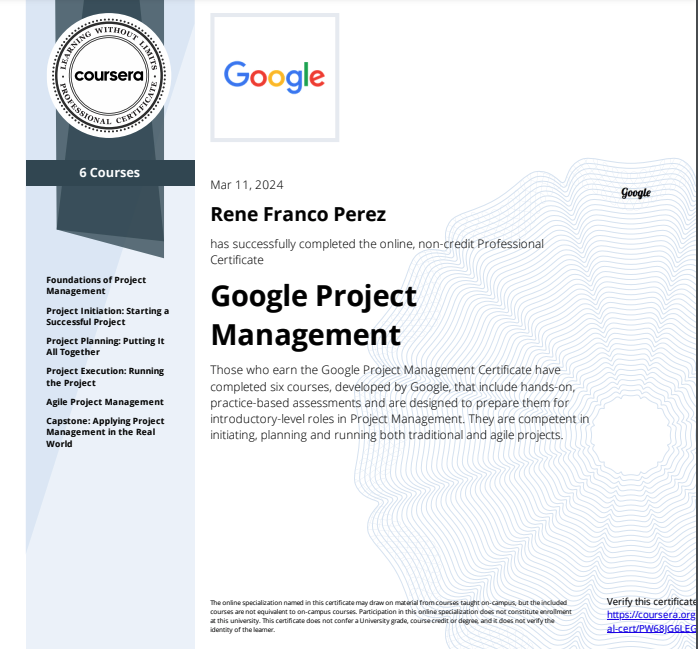 LEARNING WITHOUT LIMITS
coursera
PROFESSIONAL CERTIFICATE
6 Courses
Foundations of Project
Management
Project Initiation: Starting a
Successful Project
Project Planning: Putting It
All Together
Project Execution: Running
the Project
Agile Project Management
Capstone: Applying Project
Management in the Real
World
Google
Mar 11, 2024
Rene Franco Perez
has successfully completed the online, non-credit Professional
Certificate
Google Project
Management
Those who earn the Google Project Management Certificate have
completed six courses, developed by Google, that include hands-on,
practice-based assessments and are designed to prepare them for
introductory-level roles in Project Management. They are competent in
initiating, planning and running both traditional and agile projects.
Google
The online specialization named in this certificate may draw on material from courses taught on-campus, but the included
courses are not equivalent to on-campus courses. Participation in this online specialization does not constitute enrollment
at this university. This certificate does not confer a University grade, course credit or degree, and it does not verify the
identity of the learner.
Verify this certificate
https://coursera.org
al-cert/PW68JG6LEG